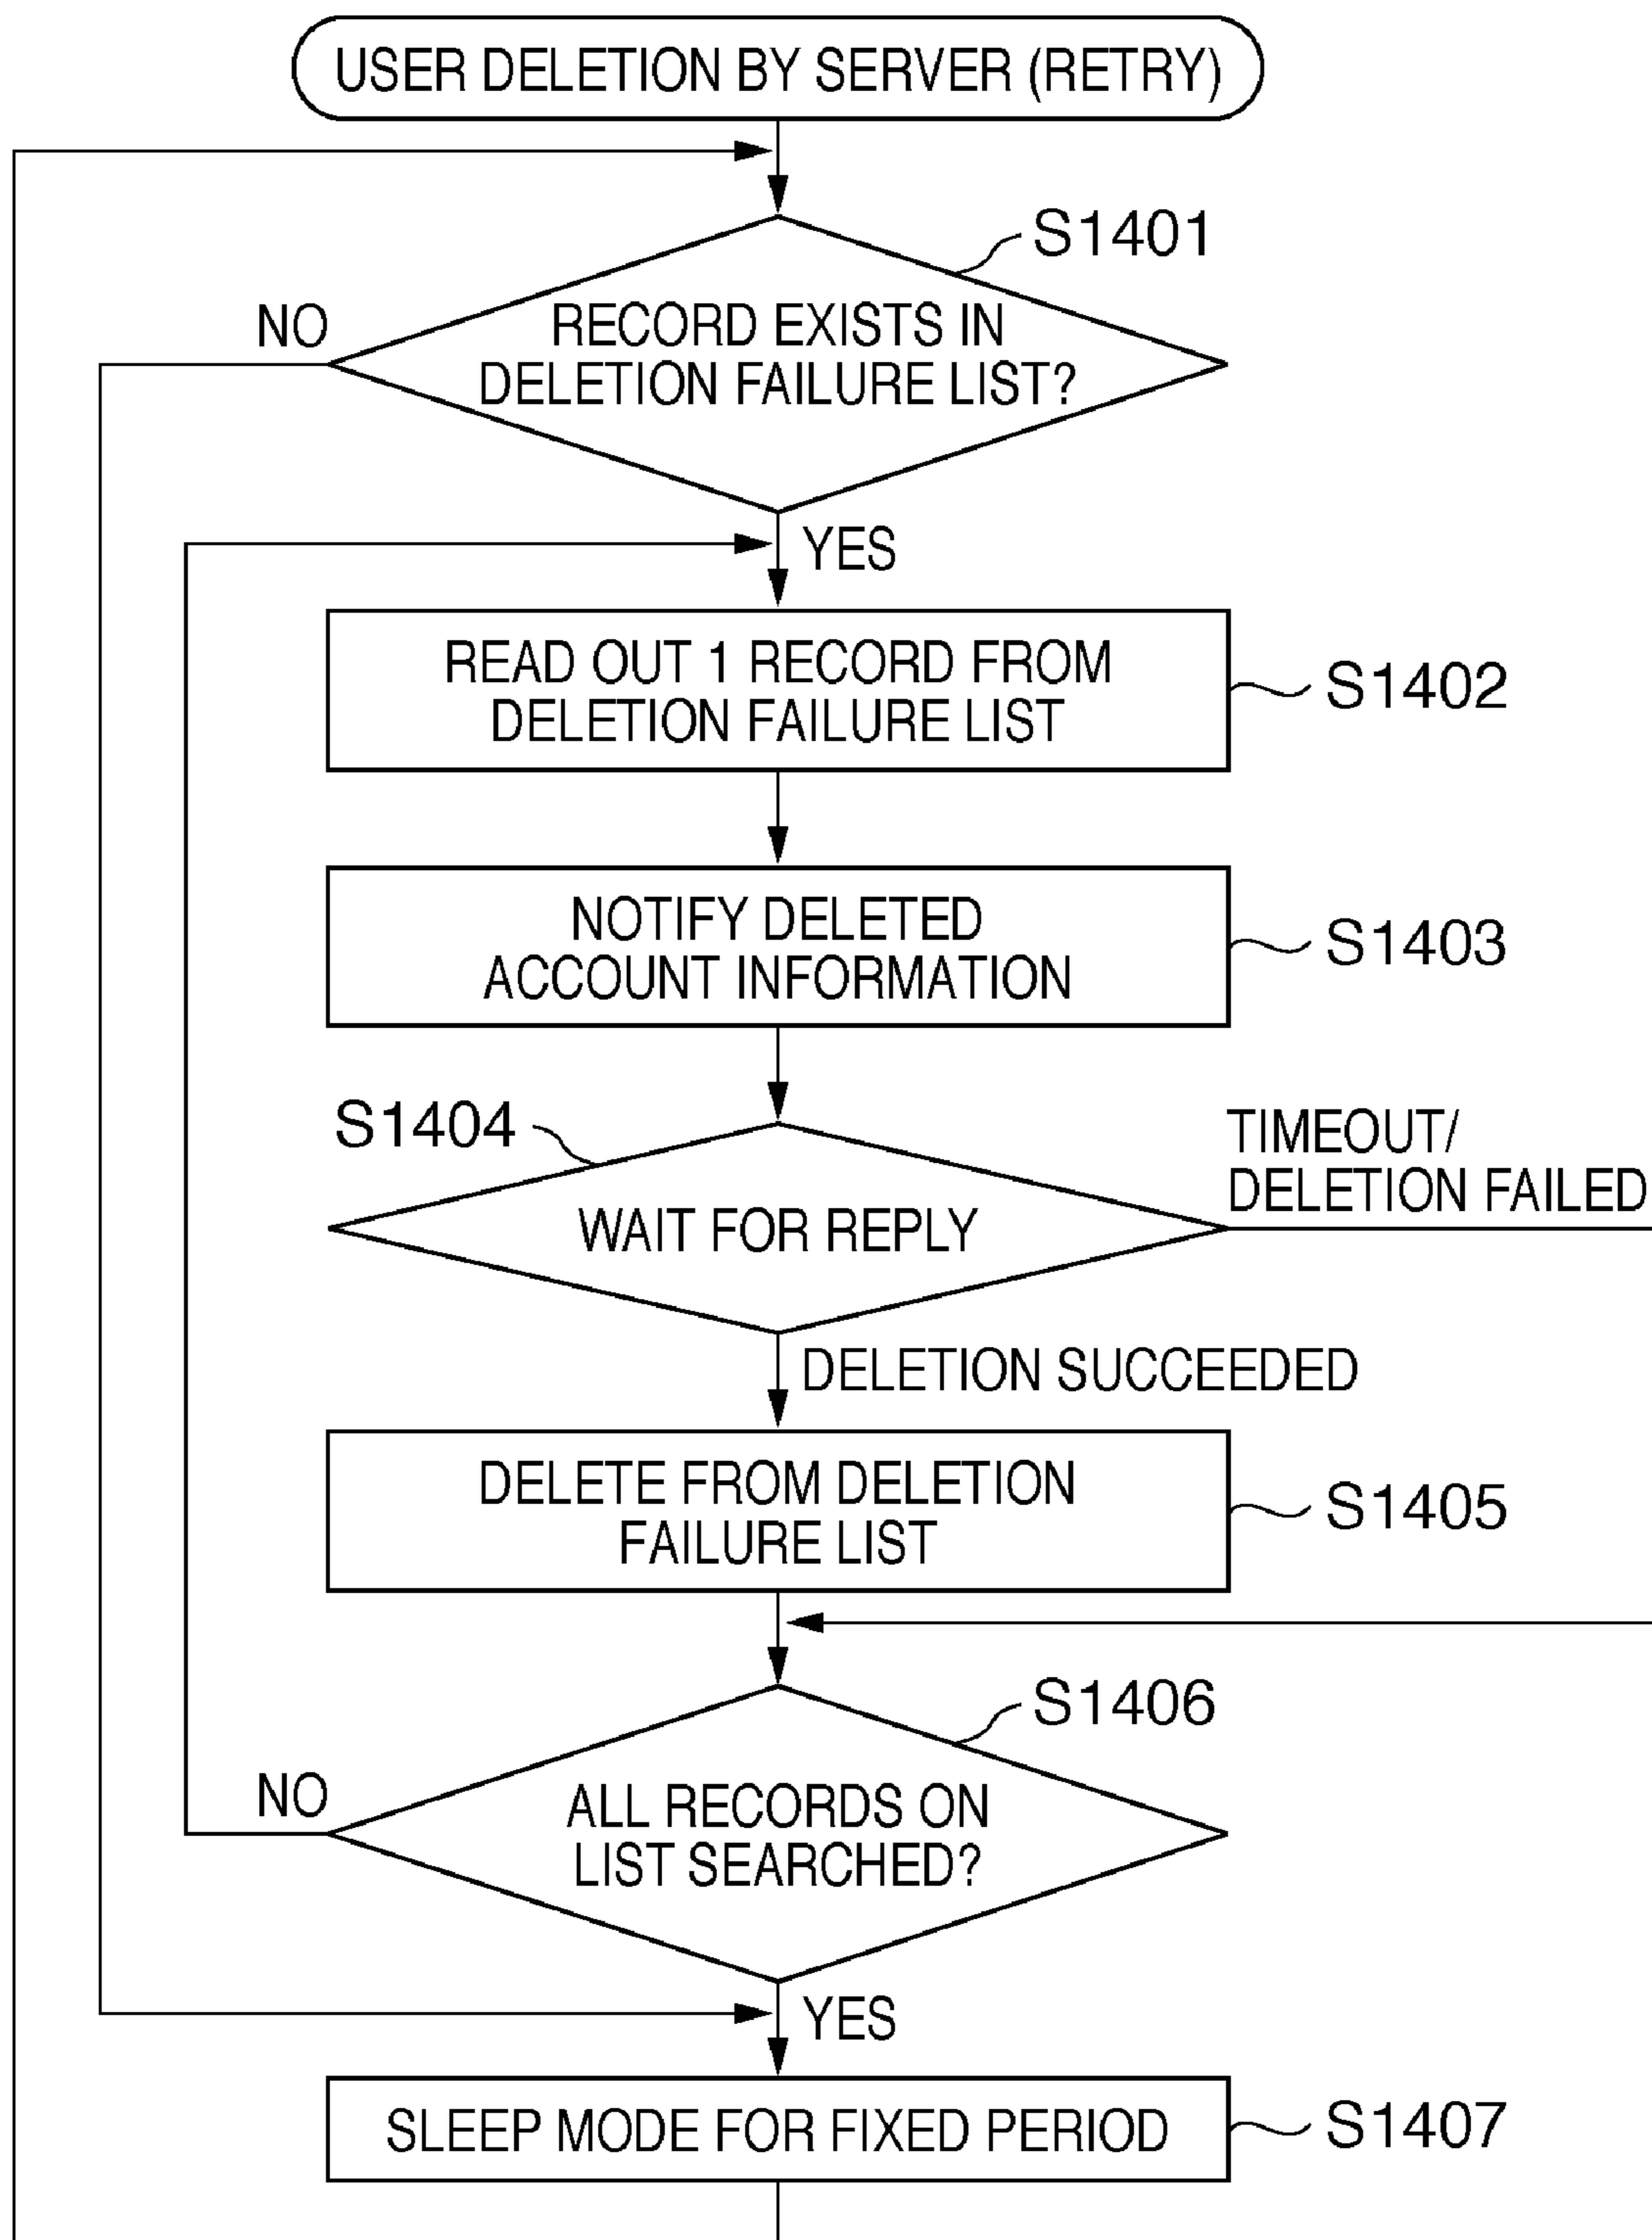 USER DELETION BY SERVER (RETRY)
S1401
NO
RECORD EXISTS IN
DELETION FAILURE LIST?
YES
READ OUT 1 RECORD FROM
DELETION FAILURE LIST
S1402
NOTIFY DELETED
ACCOUNT INFORMATION
S1403
S1404
TIMEOUT/
DELETION FAILED
WAIT FOR REPLY
DELETION SUCCEEDED
DELETE FROM DELETION
FAILURE LIST
S1405
S1406
NO
ALL RECORDS ON
LIST SEARCHED?
YES
SLEEP MODE FOR FIXED PERIOD
S1407